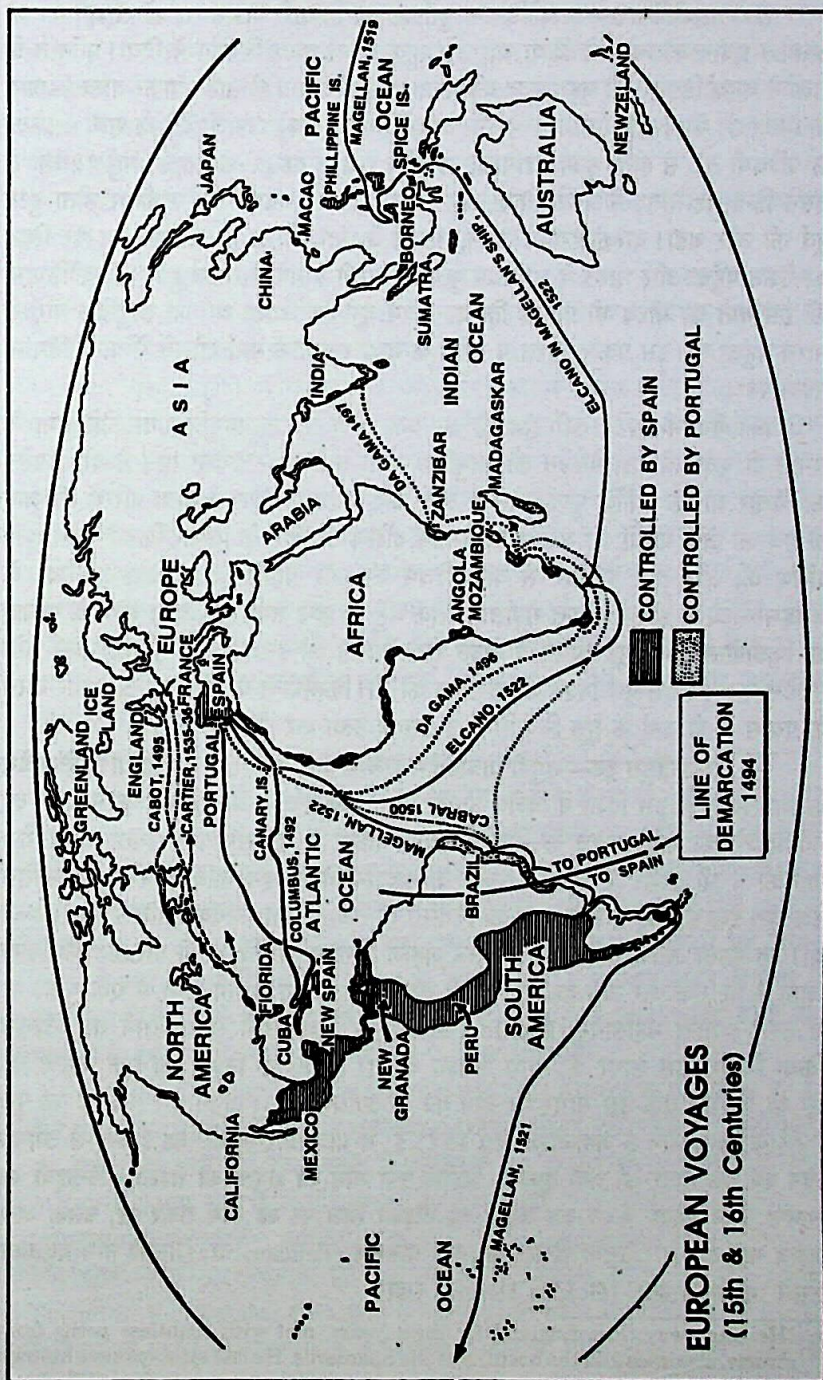 GREENLAND
ICE
LAND
ENGLAND
CABOT, 1495
CARTIER, 1535-36
FRANCE
EUROPE
PORTUGAL
SPAIN
NORTH
AMERICA
CALIFORNIA
FLORIDA
CUBA
MEXICO
NEW SPAIN
CANARY IS.
COLUMBUS, 1492
ATLANTIC
OCEAN
NEW
GRANADA
PERU
SOUTH
AMERICA
BRAZIL
MAGELLAN, 1522
CABRAL 1500
ELCANO, 1522
DA GAMA, 1496
TO PORTUGAL
TO SPAIN
PACIFIC
OCEAN
MAGELLAN, 1521
ASIA
ARABIA
AFRICA
ANGOLA
MOZAMBIQUE
ZANZIBAR
MADAGASKAR
INDIA
DA GAMA 1497
INDIAN
OCEAN
CHINA
JAPAN
MACAO
PHILLIPPINE IS.
PACIFIC
OCEAN
MAGELLAN, 1519
SPICE IS.
BORNEO
SUMATRA
AUSTRALIA
NEWZELAND
ELCANO IN MAGELLAN'S SHIP, 1522
CONTROLLED BY SPAIN
CONTROLLED BY PORTUGAL
LINE OF
DEMARCATION
1494
EUROPEAN VOYAGES
(15th & 16th Centuries)